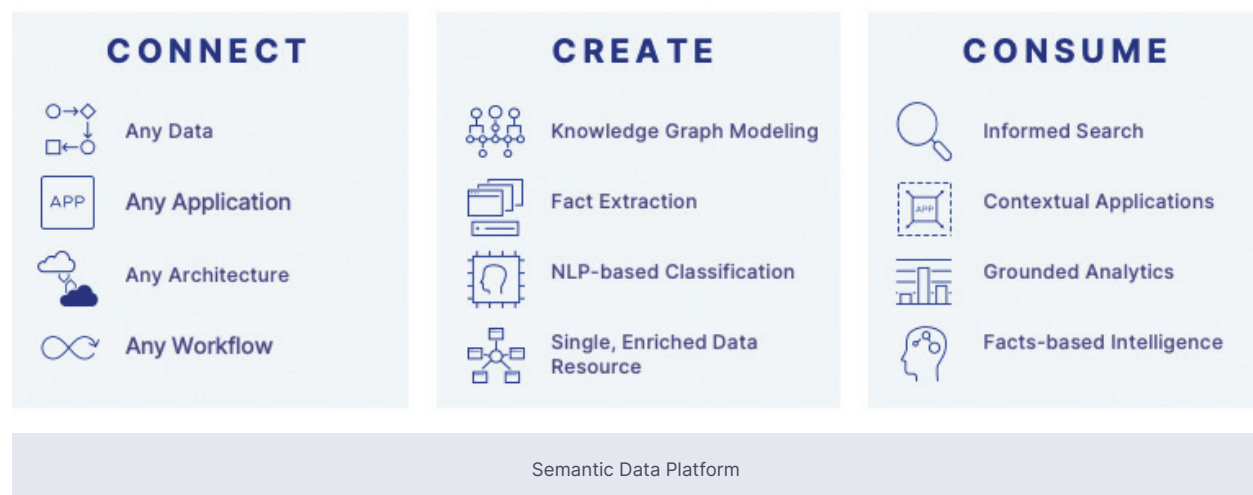 CONNECT
Any Data
APP
Any Application
Any Architecture
Any Workflow
CREATE
Knowledge Graph Modeling
Fact Extraction
NLP-based Classification
Single, Enriched Data
Resource
CONSUME
Informed Search
APP
Contextual Applications
Grounded Analytics
Facts-based Intelligence
Semantic Data Platform